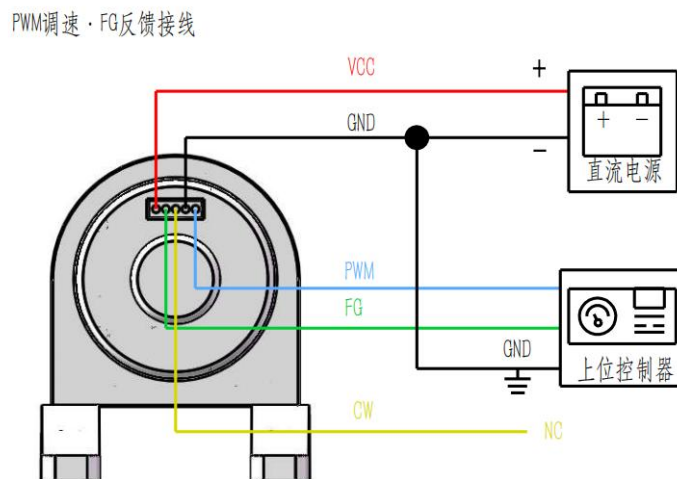 PWM调速·FG反馈接线
VCC
+
GND
+ -
-
直流电源
PWM
FG
GND
上位控制器
CW
NC